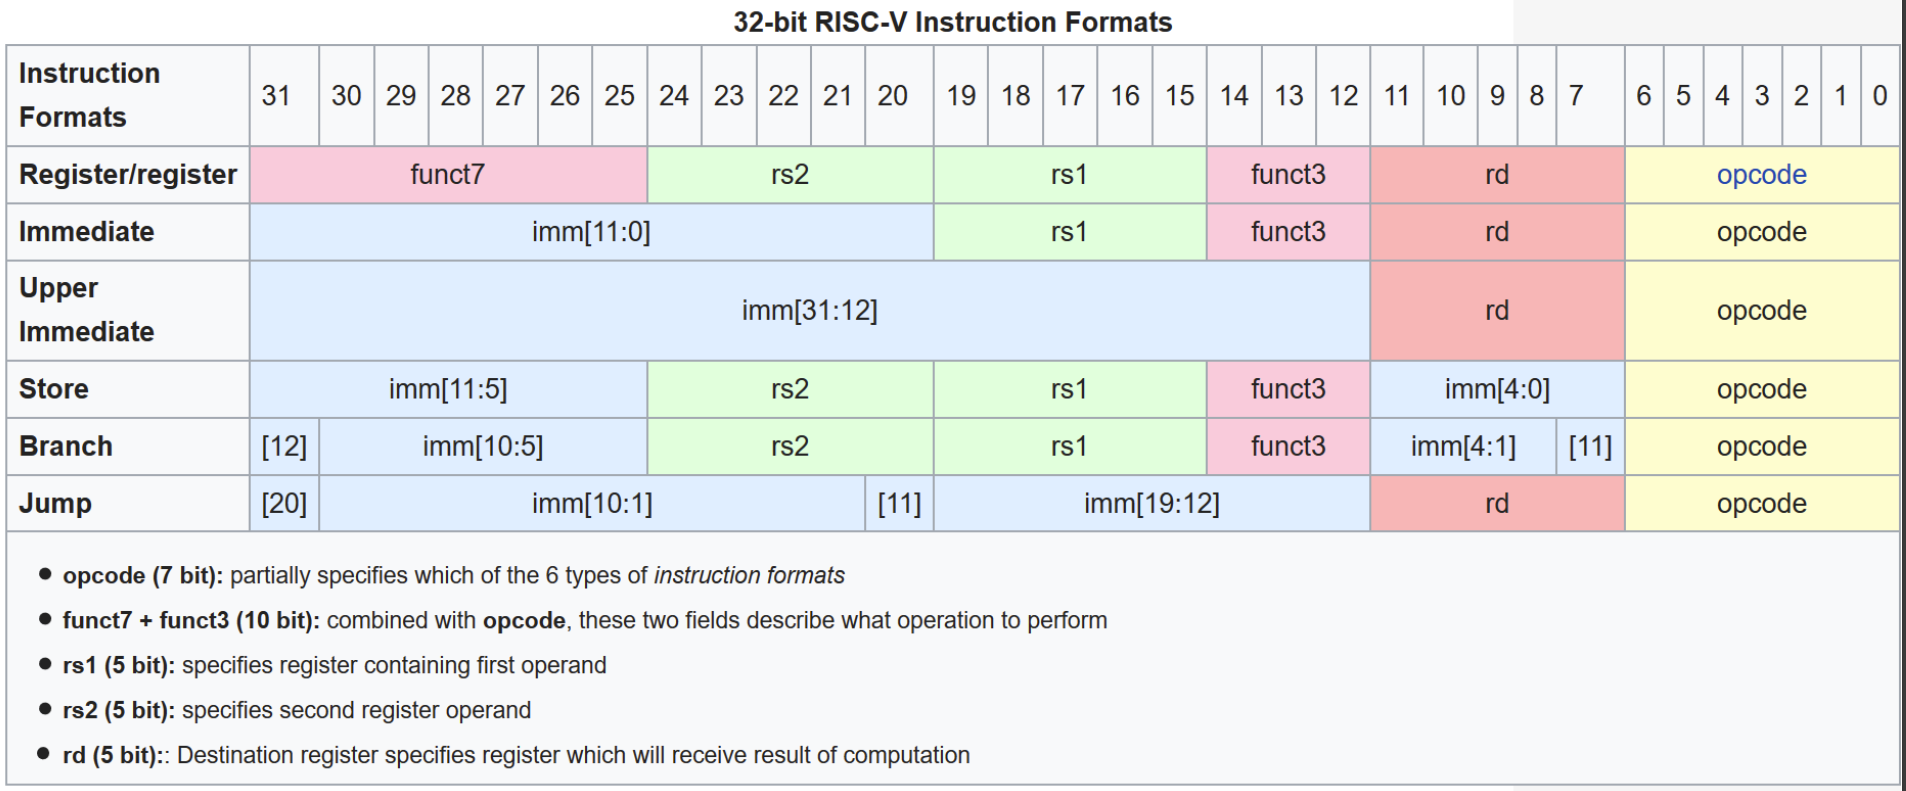 32-bit RISC-V Instruction Formats
Instruction Formats 31 30 29 28 27 26 25 24 23 22 21 20 19 18 17 16 15 14 13 12 11 10 9 8 7 6 5 4 3 2 1 0
Register/register funct7 rs2 rs1 funct3 rd opcode
Immediate imm[11:0] rs1 funct3 rd opcode
Upper Immediate imm[31:12] rd opcode
Store imm[11:5] rs2 rs1 funct3 imm[4:0] opcode
Branch [12] imm[10:5] rs2 rs1 funct3 imm[4:1] [11] opcode
Jump [20] imm[10:1] [11] imm[19:12] rd opcode
• opcode (7 bit): partially specifies which of the 6 types of instruction formats
• funct7 + funct3 (10 bit): combined with opcode, these two fields describe what operation to perform
• rs1 (5 bit): specifies register containing first operand
• rs2 (5 bit): specifies second register operand
• rd (5 bit):: Destination register specifies register which will receive result of computation